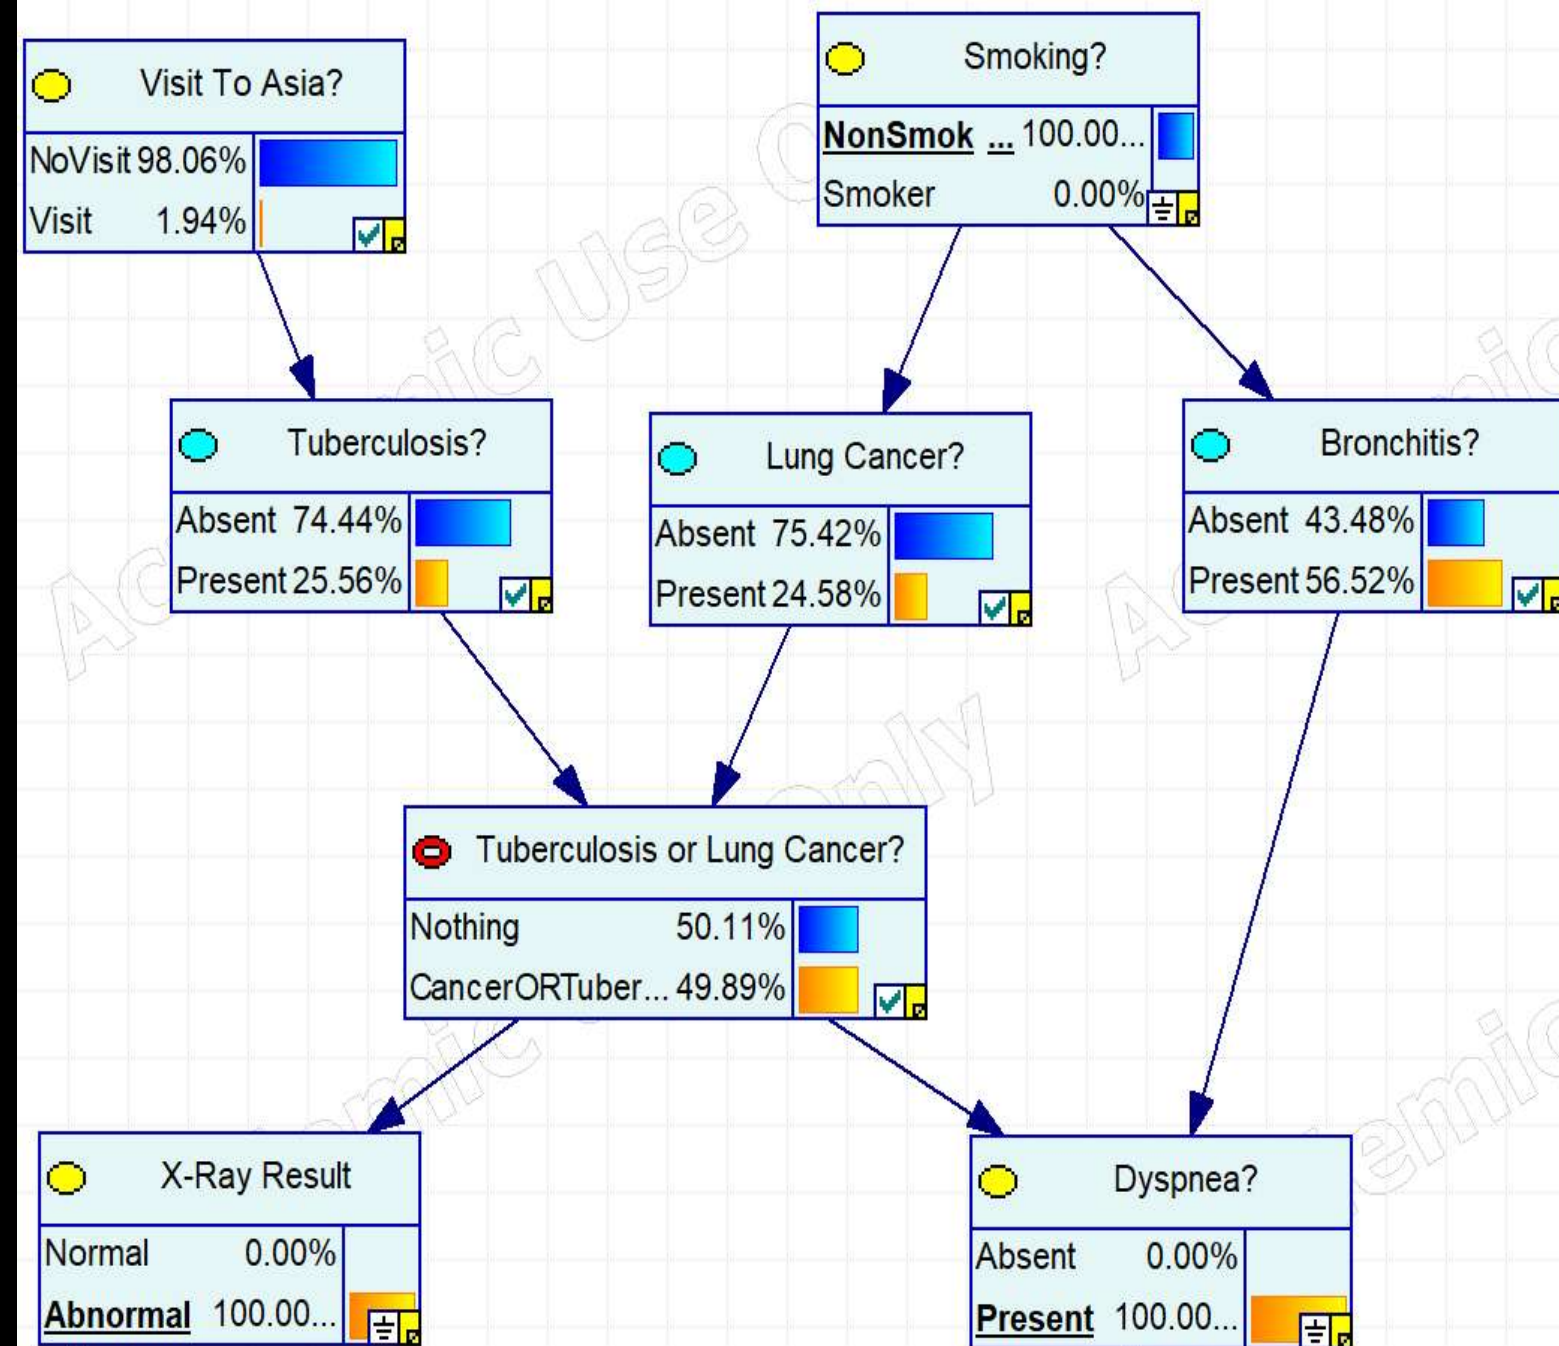 Visit To Asia?
NoVisit 98.06%
Visit 1.94%
Smoking?
NonSmok ... 100.00...
Smoker 0.00%
Tuberculosis?
Absent 74.44%
Present 25.56%
Lung Cancer?
Absent 75.42%
Present 24.58%
Bronchitis?
Absent 43.48%
Present 56.52%
Tuberculosis or Lung Cancer?
Nothing 50.11%
CancerORTuber... 49.89%
X-Ray Result
Normal 0.00%
Abnormal 100.00...
Dyspnea?
Absent 0.00%
Present 100.00...